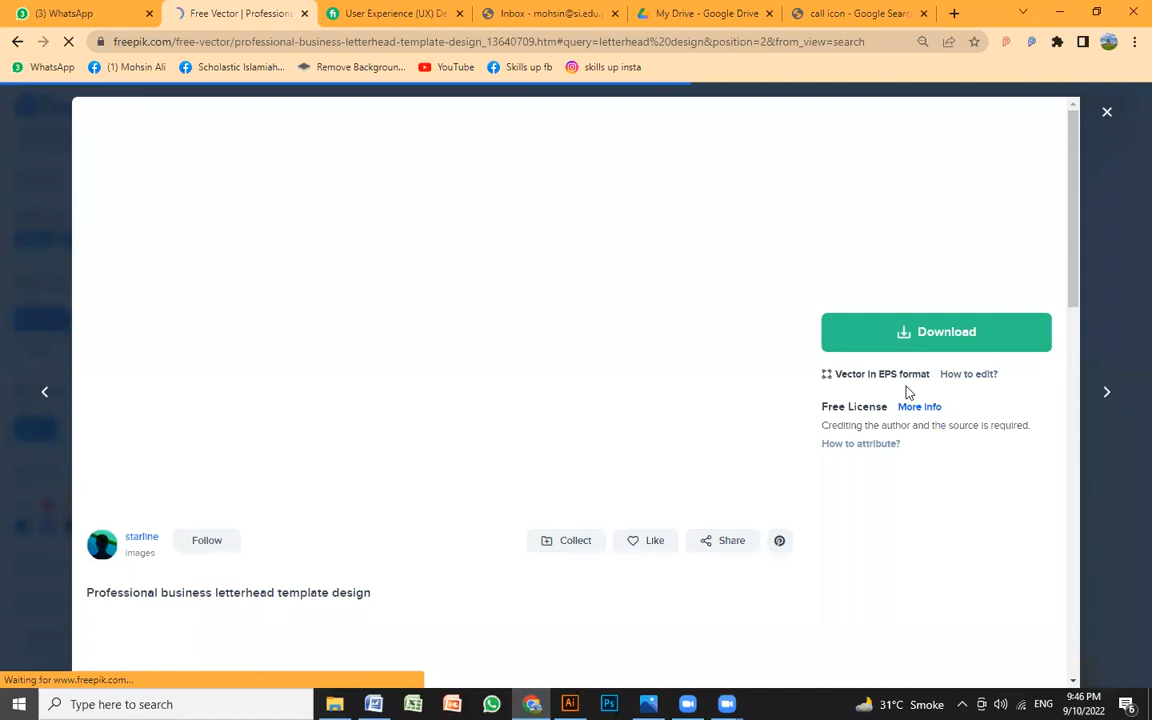 (3) WhatsApp
Free Vector | Professiona
User Experience (UX) De
Inbox - mohsin@si.edu.
My Drive - Google Drive
call icon - Google Searc
freepik.com/free-vector/professional-business-letterhead-template-design_13640709.htm#query=letterhead%20design&position=2&from_view=search
WhatsApp
(1) Mohsin Ali
Scholastic Islamiah...
Remove Backgroun...
YouTube
Skills up fb
skills up insta
Download
Vector in EPS format How to edit?
Free License More info
Crediting the author and the source is required.
How to attribute?
starline
images
Follow
Collect
Like
Share
Professional business letterhead template design
Waiting for www.freepik.com...
Type here to search
31°C Smoke
ENG
9:46 PM
9/10/2022
6